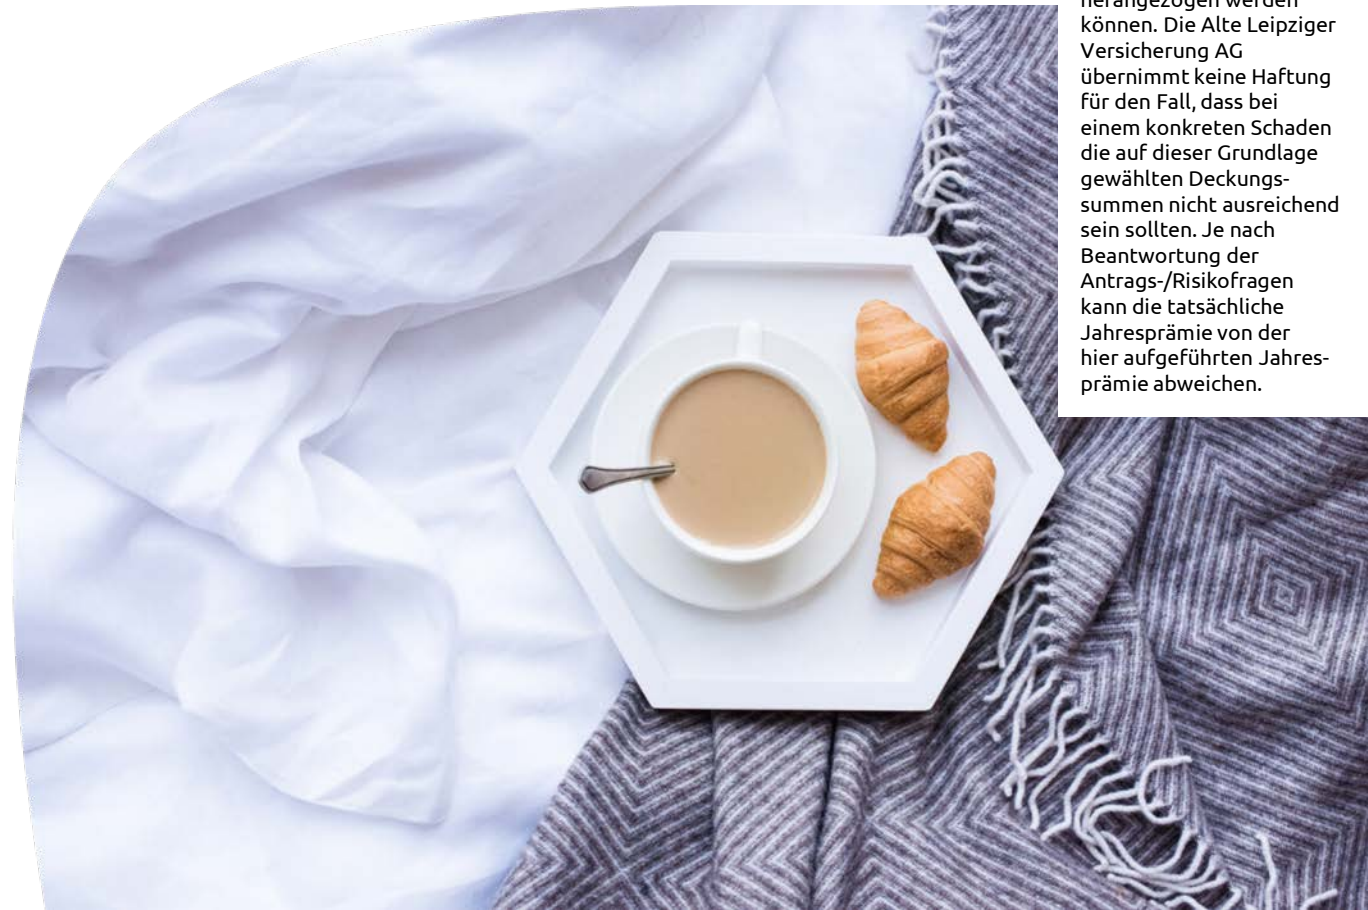 herangezogen werden
können. Die Alte Leipziger
Versicherung AG
übernimmt keine Haftung
für den Fall, dass bei
einem konkreten Schaden
die auf dieser Grundlage
gewählten Deckungs-
summen nicht ausreichend
sein sollten. Je nach
Beantwortung der
Antrags-/Risikofragen
kann die tatsächliche
Jahresprämie von der
hier aufgeführten Jahres-
prämie abweichen.